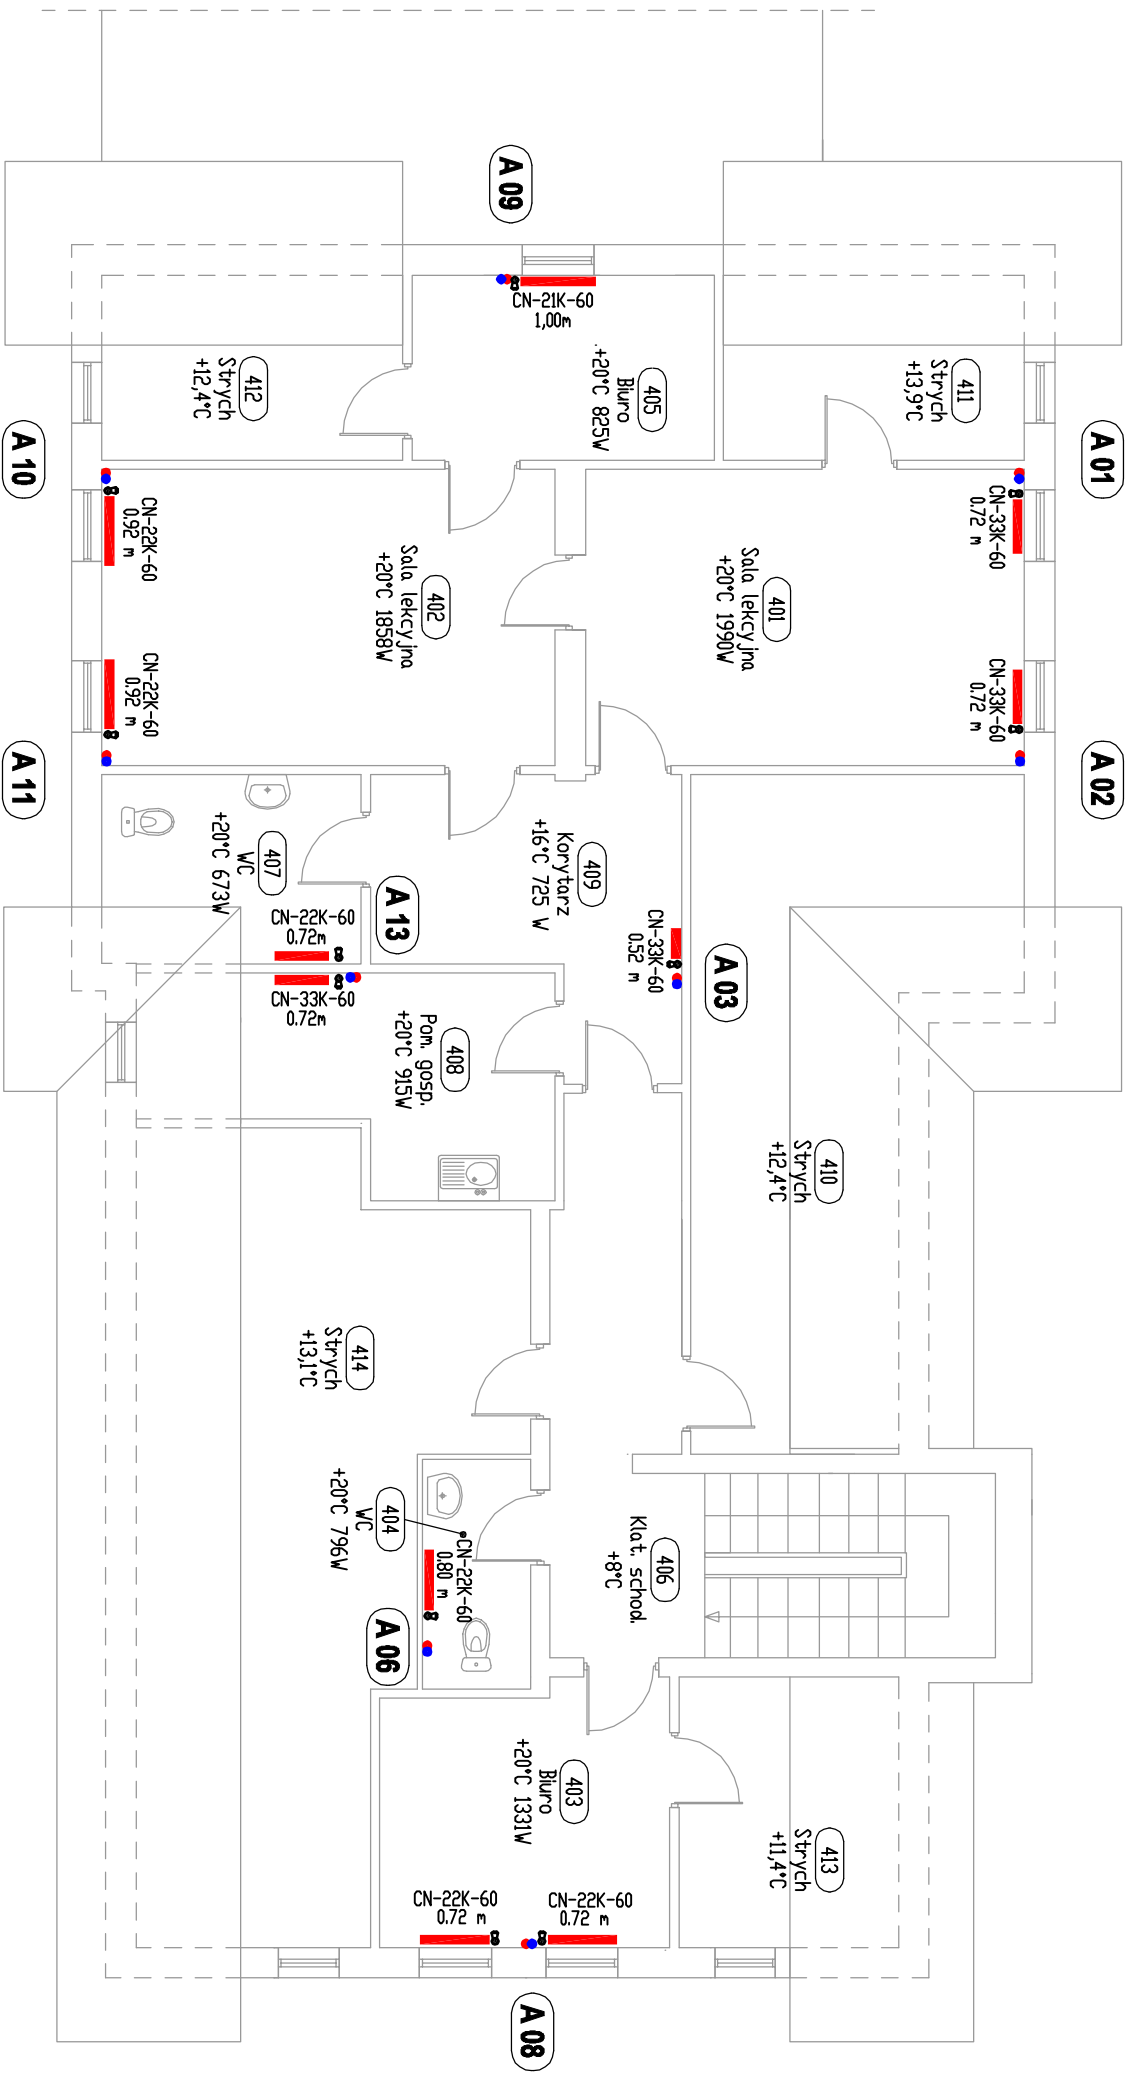 A 09
CN-21K-60
1,00m
412
Strych
+12,4°C
405
Biuro
+20°C 825W
411
Strych
+13,9°C
A 10
A 01
CN-22K-60
0.92 m
CN-33K-60
0.72 m
402
Sala lekcyjna
+20°C 1858W
401
Sala lekcyjna
+20°C 1990W
CN-22K-60
0.92 m
CN-33K-60
0.72 m
A 11
A 02
407
WC
+20°C 673W
409
Korytarz
+16°C 725 W
A 13
CN-22K-60
0.72m
CN-33K-60
0.72m
CN-33K-60
0.52 m
A 03
408
Pom. gosp.
+20°C 915W
410
Strych
+12,4°C
414
Strych
+13,1°C
404
WC
+20°C 796W
CN-22K-60
0.80 m
A 06
406
Klat. schod.
+8°C
403
Biuro
+20°C 1331W
413
Strych
+11,4°C
CN-22K-60
0.72 m
CN-22K-60
0.72 m
A 08